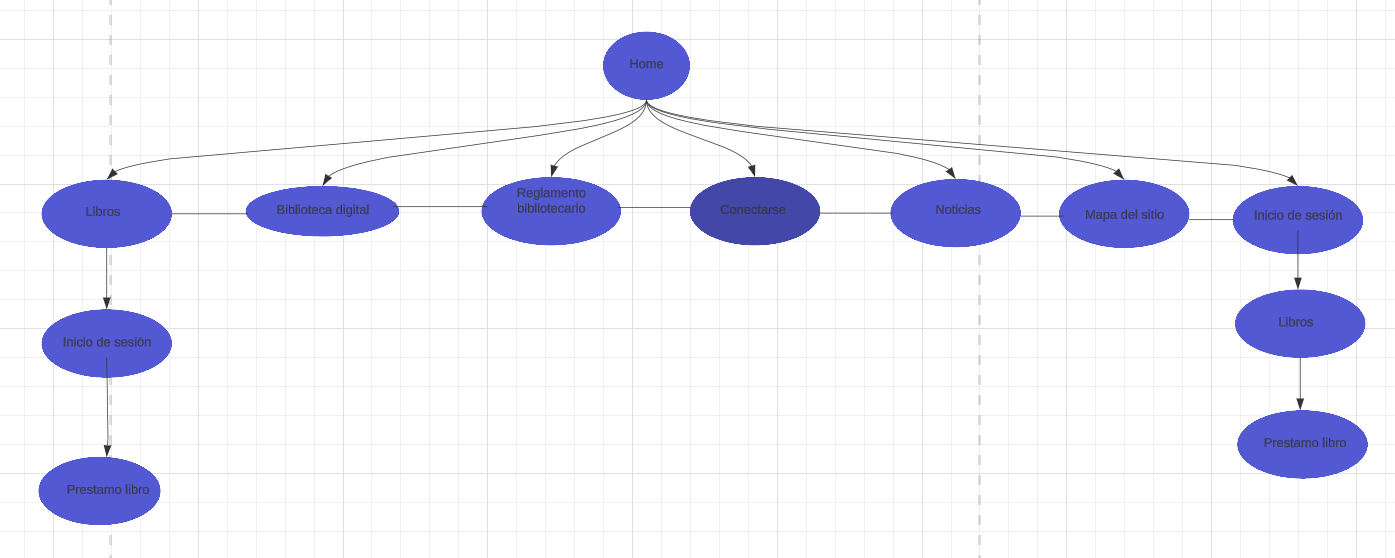 Home
Libros
Biblioteca digital
Reglamento
bibliotecario
Conectarse
Noticias
Mapa del sitio
Inicio de sesión
Inicio de sesión
Libros
Prestamo libro
Prestamo libro